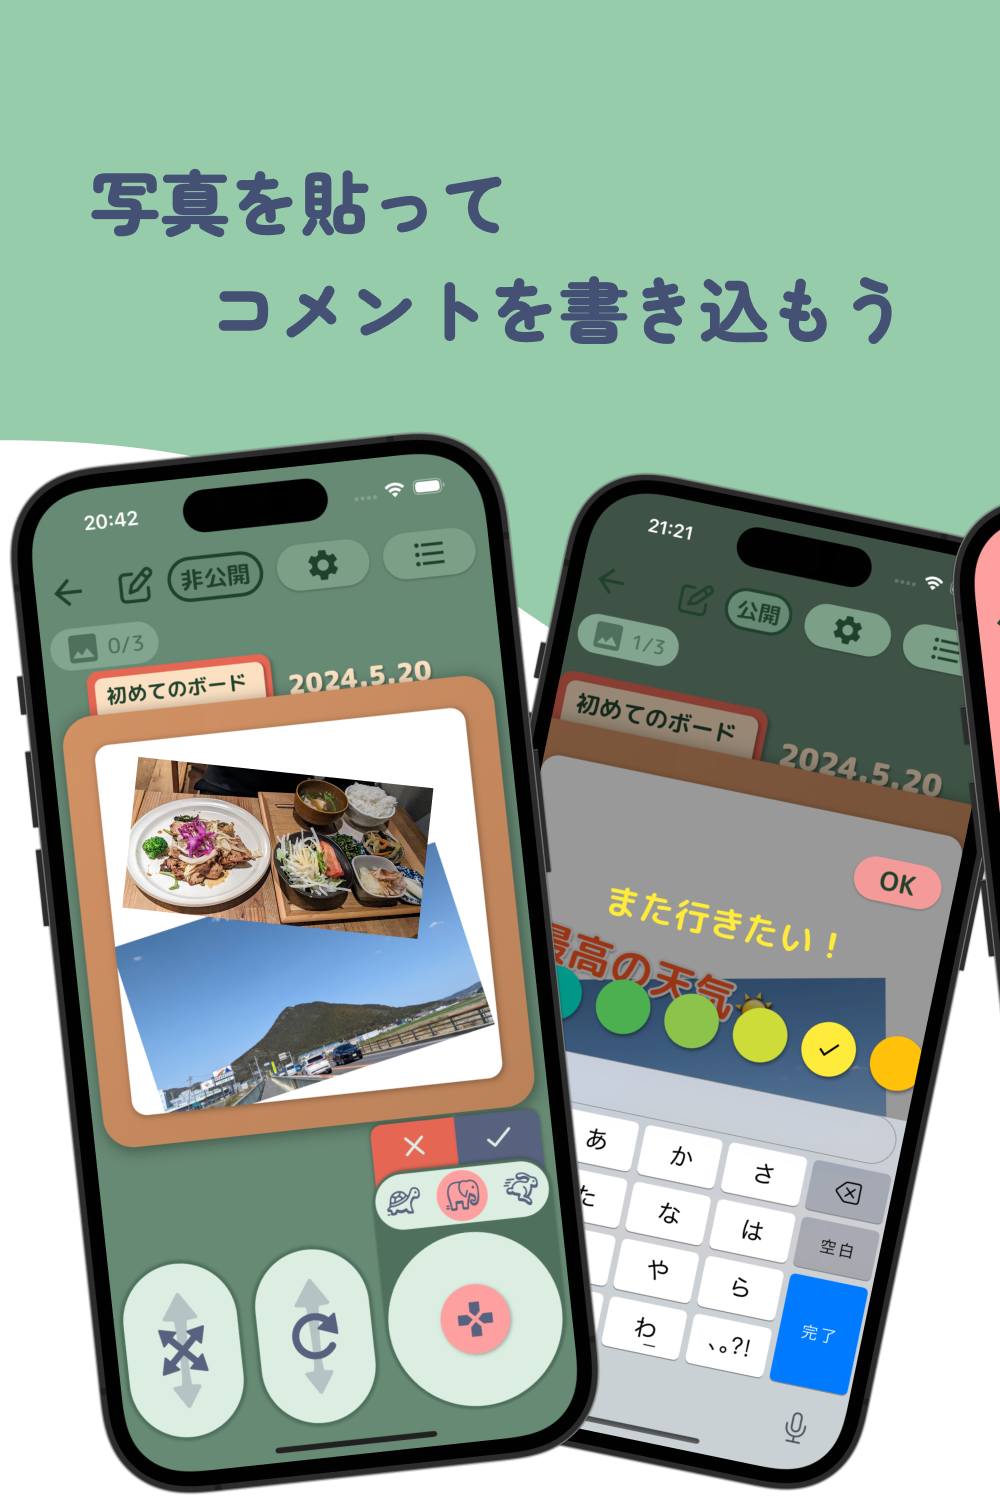 写真を貼って
コメントを書き込もう
20:42
非公開
0/3
初めてのボード
2024.5.20
21:21
公開
1/3
初めてのボード
2024.5.20
OK
また行きたい！
最高の天気
あ
か
さ
た
な
は
空白
や
ら
わ
､｡?!
完了